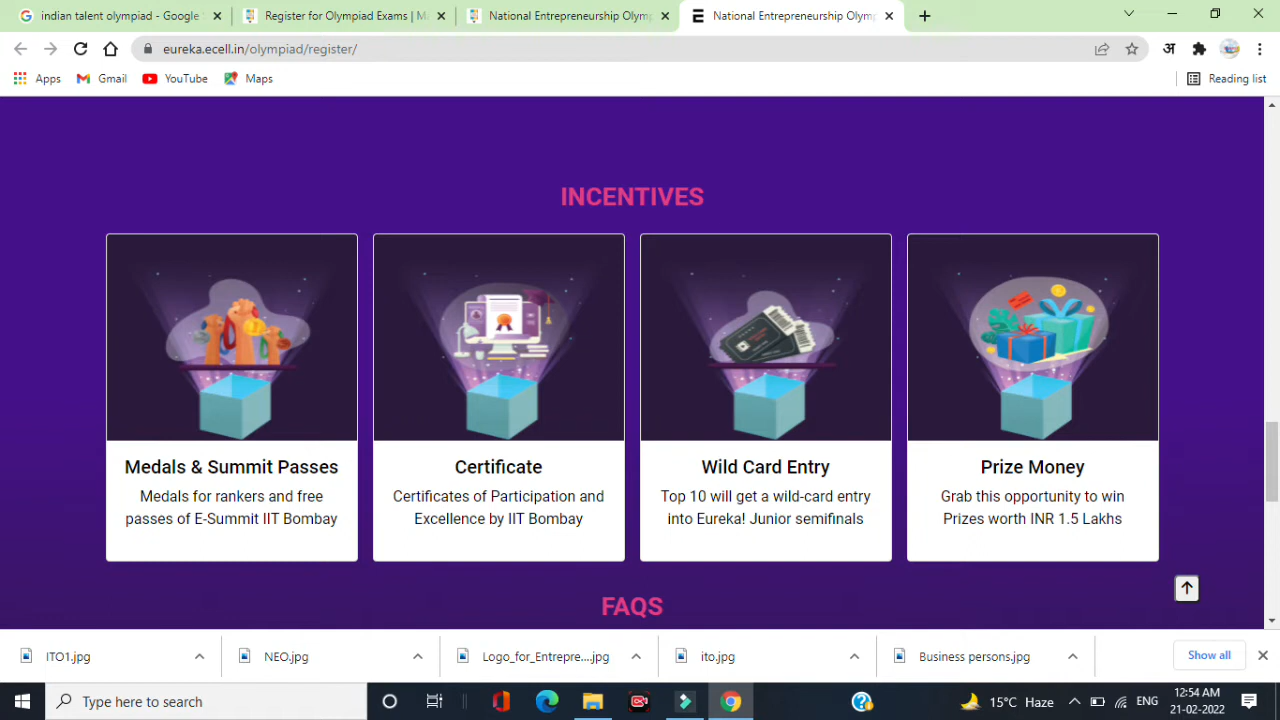 indian talent olympiad - Google
Register for Olympiad Exams | M
National Entrepreneurship Olymp
National Entrepreneurship Olymp
eureka.ecell.in/olympiad/register/
अ
Apps
Gmail
YouTube
Maps
Reading list
INCENTIVES
Medals & Summit Passes
Medals for rankers and free
passes of E-Summit IIT Bombay
Certificate
Certificates of Participation and
Excellence by IIT Bombay
Wild Card Entry
Top 10 will get a wild-card entry
into Eureka! Junior semifinals
Prize Money
Grab this opportunity to win
Prizes worth INR 1.5 Lakhs
FAQS
ITO1.jpg
NEO.jpg
Logo_for_Entrepre....jpg
ito.jpg
Business persons.jpg
Show all
Type here to search
15°C Haze
ENG
12:54 AM
21-02-2022